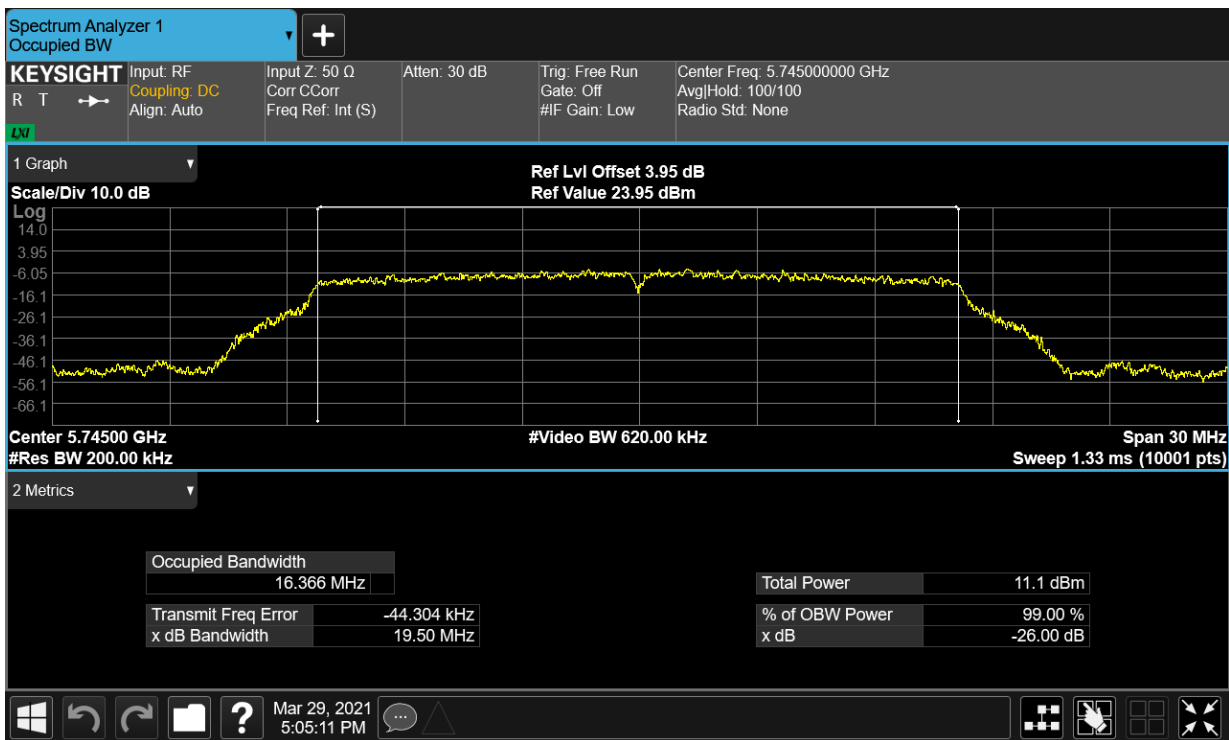 Spectrum Analyzer 1
Occupied BW
KEYSIGHT
R T
LXI
Input: RF
Coupling: DC
Align: Auto
Input Z: 50 Ω
Corr CCorr
Freq Ref: Int (S)
Atten: 30 dB
Trig: Free Run
Gate: Off
#IF Gain: Low
Center Freq: 5.745000000 GHz
Avg|Hold: 100/100
Radio Std: None
1 Graph
Scale/Div 10.0 dB
Ref Lvl Offset 3.95 dB
Ref Value 23.95 dBm
Log
14.0
3.95
-6.05
-16.1
-26.1
-36.1
-46.1
-56.1
-66.1
Center 5.74500 GHz
#Video BW 620.00 kHz
Span 30 MHz
#Res BW 200.00 kHz
Sweep 1.33 ms (10001 pts)
2 Metrics
Occupied Bandwidth
16.366 MHz
Total Power 11.1 dBm
Transmit Freq Error -44.304 kHz
% of OBW Power 99.00 %
x dB Bandwidth 19.50 MHz
x dB -26.00 dB
?
Mar 29, 2021
5:05:11 PM